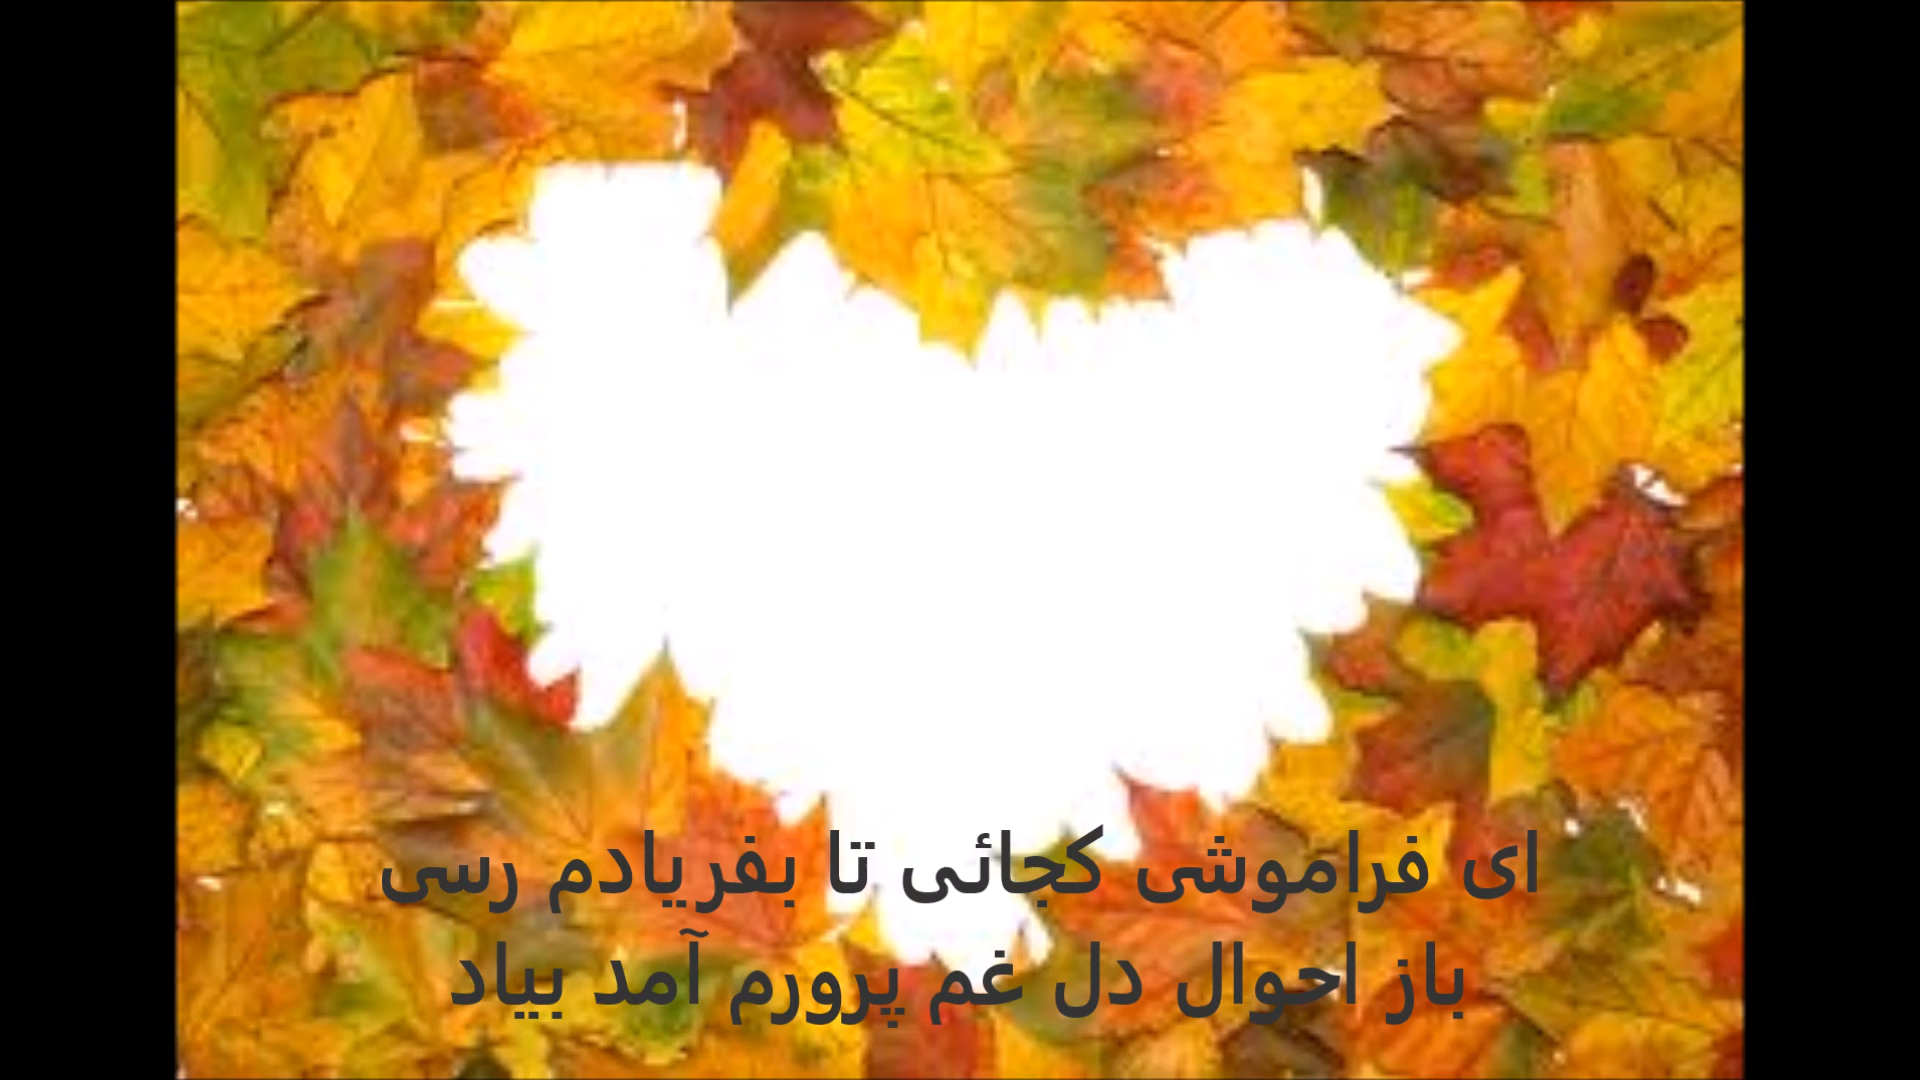 ای فراموشی کجائی تا بفریادم رسی
باز احوال دل غم پرورم آمد بیاد